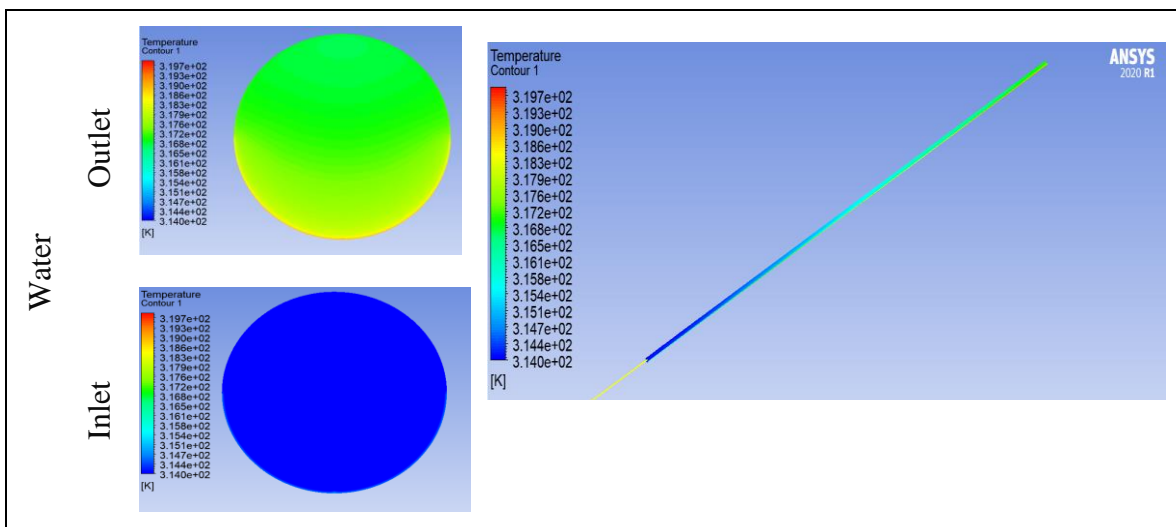 Water
Outlet
Temperature
Contour 1
3.197e+02
3.193e+02
3.190e+02
3.186e+02
3.183e+02
3.179e+02
3.176e+02
3.172e+02
3.168e+02
3.165e+02
3.161e+02
3.158e+02
3.154e+02
3.151e+02
3.147e+02
3.144e+02
3.140e+02
[K]
Inlet
Temperature
Contour 1
3.197e+02
3.193e+02
3.190e+02
3.186e+02
3.183e+02
3.179e+02
3.176e+02
3.172e+02
3.168e+02
3.165e+02
3.161e+02
3.158e+02
3.154e+02
3.151e+02
3.147e+02
3.144e+02
3.140e+02
[K]
Temperature
Contour 1
3.197e+02
3.193e+02
3.190e+02
3.186e+02
3.183e+02
3.179e+02
3.176e+02
3.172e+02
3.168e+02
3.165e+02
3.161e+02
3.158e+02
3.154e+02
3.151e+02
3.147e+02
3.144e+02
3.140e+02
[K]
ANSYS
2020 R1